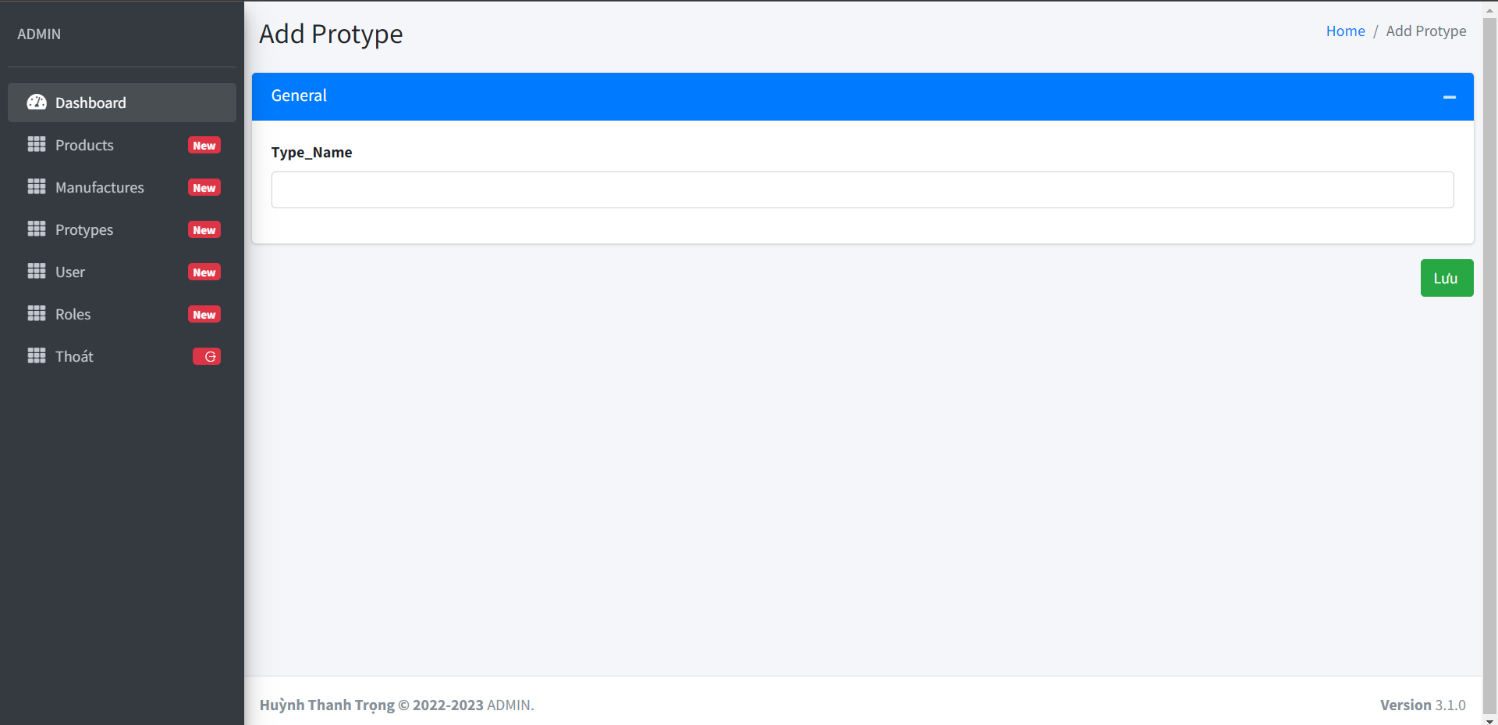 ADMIN
Dashboard
Products New
Manufactures New
Protypes New
User New
Roles New
Thoát
Add Protype
Home / Add Protype
General
Type_Name
Lưu
Huỳnh Thanh Trọng © 2022-2023 ADMIN.
Version 3.1.0